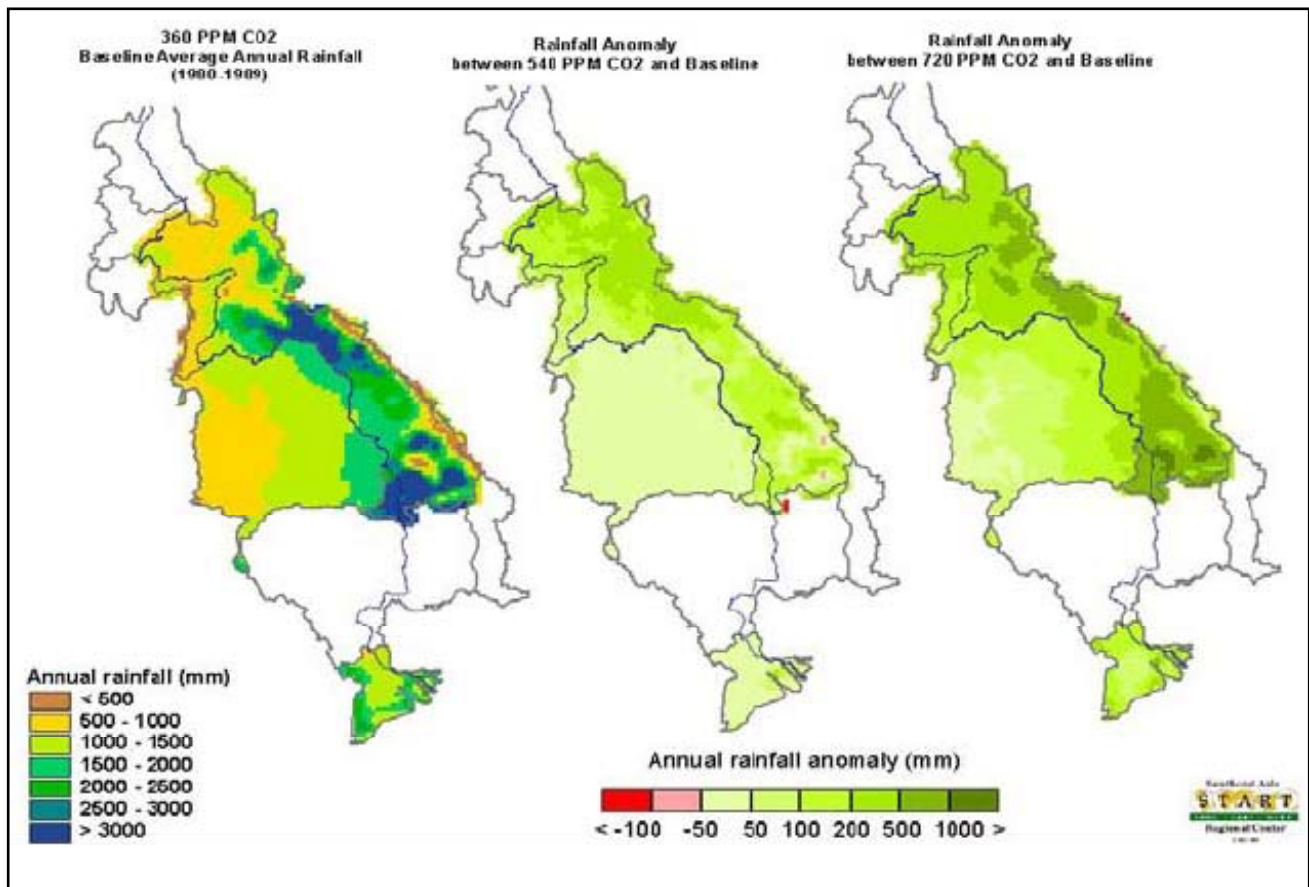 360 PPM CO2
Baseline Average Annual Rainfall
(1980-1989)
Rainfall Anomaly
between 540 PPM CO2 and Baseline
Rainfall Anomaly
between 720 PPM CO2 and Baseline
Annual rainfall (mm)
< 500
500 - 1000
1000 - 1500
1500 - 2000
2000 - 2500
2500 - 3000
> 3000
Annual rainfall anomaly (mm)
< -100 -50 50 100 200 500 1000 >
Southeast Asia
START
Regional Center